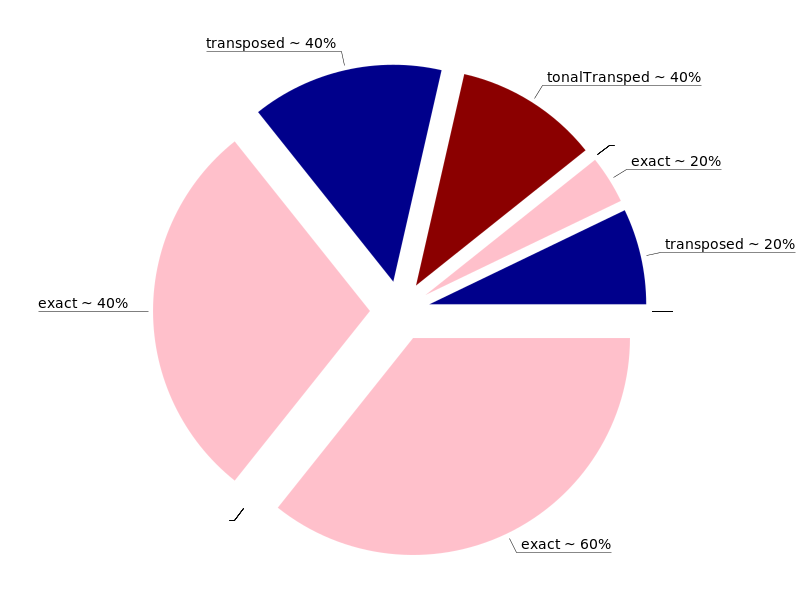 transposed ~ 40%
tonalTransped ~ 40%
exact ~ 20%
transposed ~ 20%
exact ~ 40%
exact ~ 60%